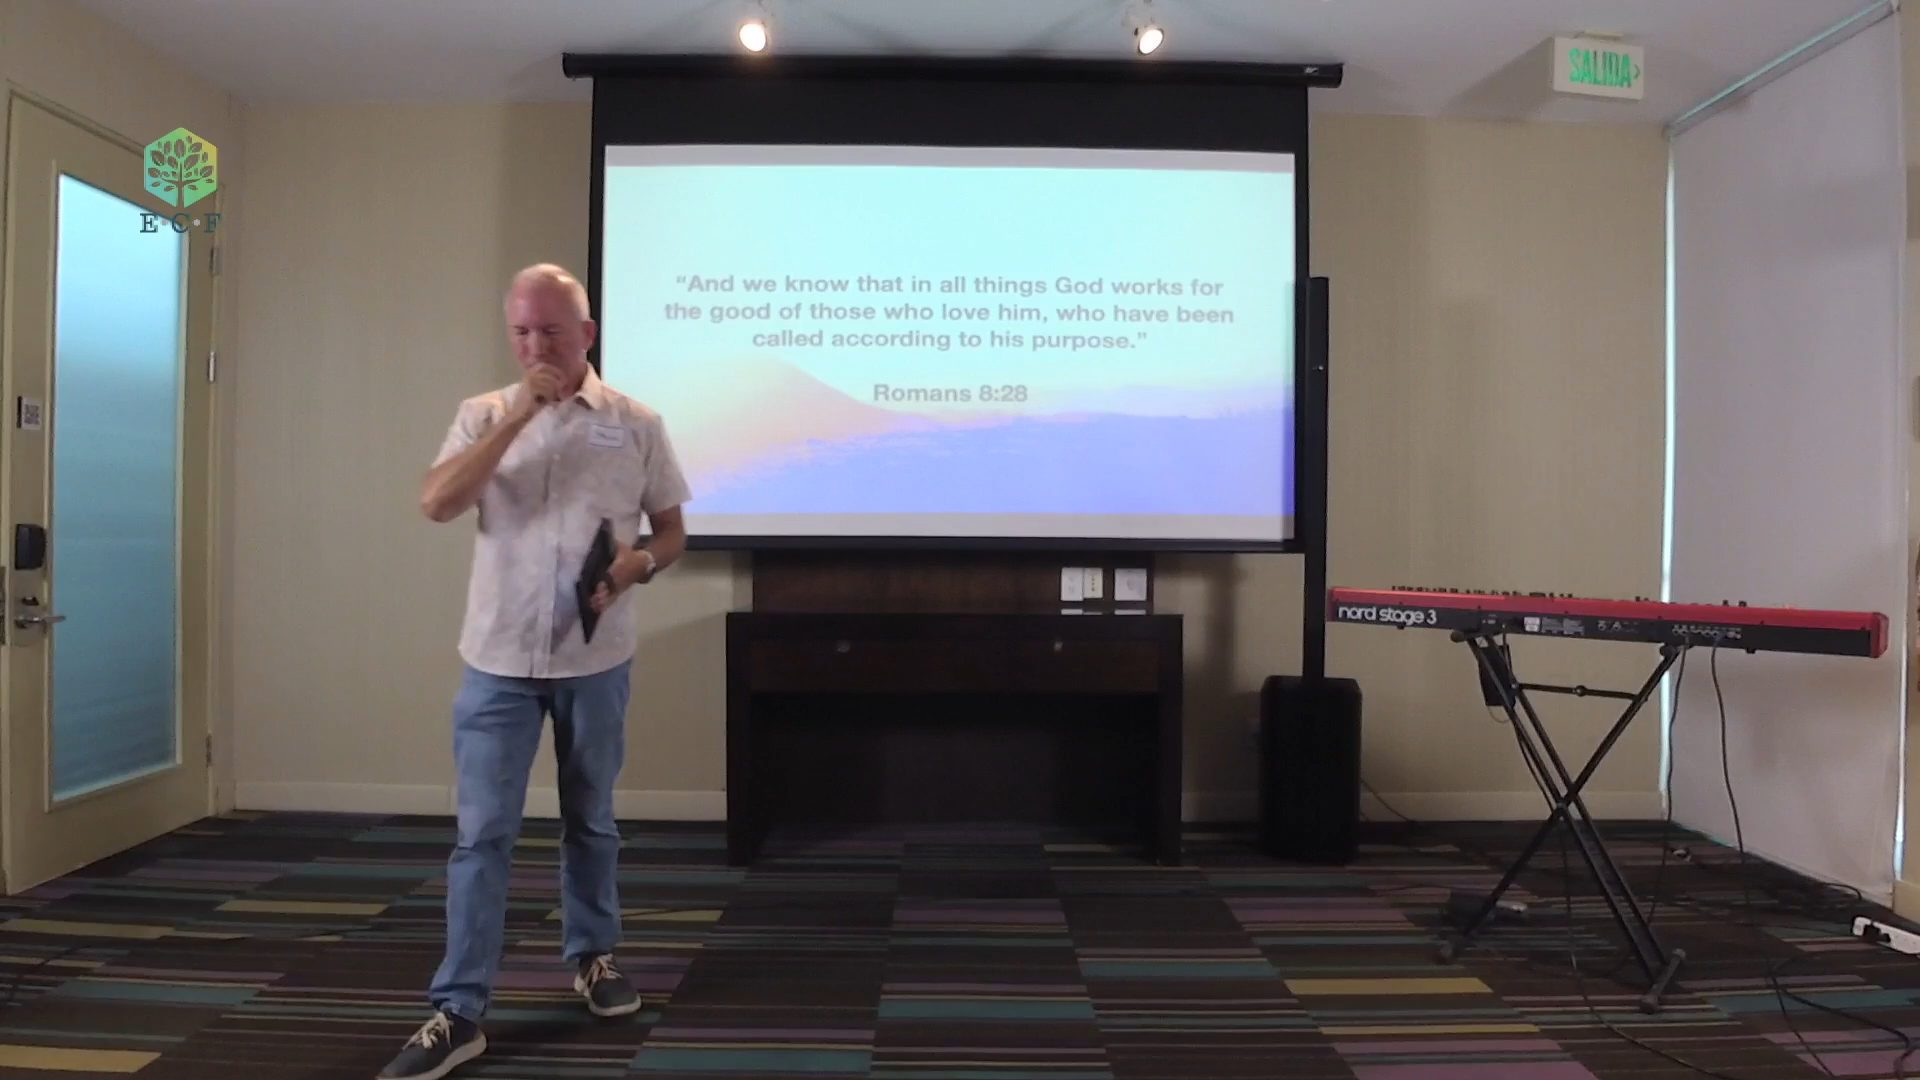 SALIDA
E·C·F
"And we know that in all things God works for
the good of those who love him, who have been
called according to his purpose."
Romans 8:28
nord stage 3